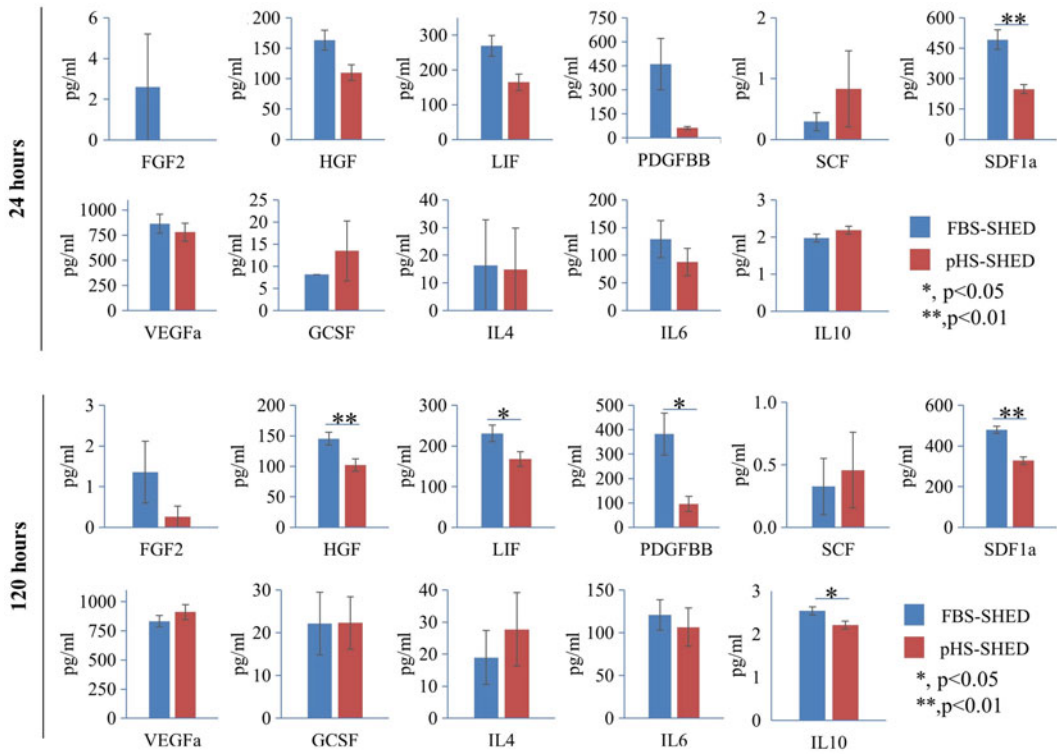 24 hours
pg/ml
6
4
2
0
FGF2
pg/ml
200
150
100
50
0
HGF
pg/ml
300
200
100
0
LIF
pg/ml
750
600
450
300
150
0
PDGFBB
pg/ml
2
1
0
SCF
pg/ml
600
300
0
**
SDF1a
pg/ml
1000
750
500
250
0
VEGFa
pg/ml
25
20
15
10
5
0
GCSF
pg/ml
40
30
20
10
0
IL4
pg/ml
200
150
100
50
0
IL6
pg/ml
3
2
1
0
IL10
FBS-SHED
pHS-SHED
*, p<0.05
**,p<0.01
120 hours
pg/ml
3
2
1
0
FGF2
pg/ml
200
150
100
50
0
**
HGF
pg/ml
300
200
100
0
*
LIF
pg/ml
500
400
300
200
100
0
*
PDGFBB
pg/ml
1.0
0.5
0.0
SCF
pg/ml
600
400
200
0
**
SDF1a
pg/ml
1000
750
500
250
0
VEGFa
pg/ml
30
20
10
0
GCSF
pg/ml
40
30
20
10
0
IL4
pg/ml
150
100
50
0
IL6
pg/ml
3
2
1
0
*
IL10
FBS-SHED
pHS-SHED
*, p<0.05
**,p<0.01